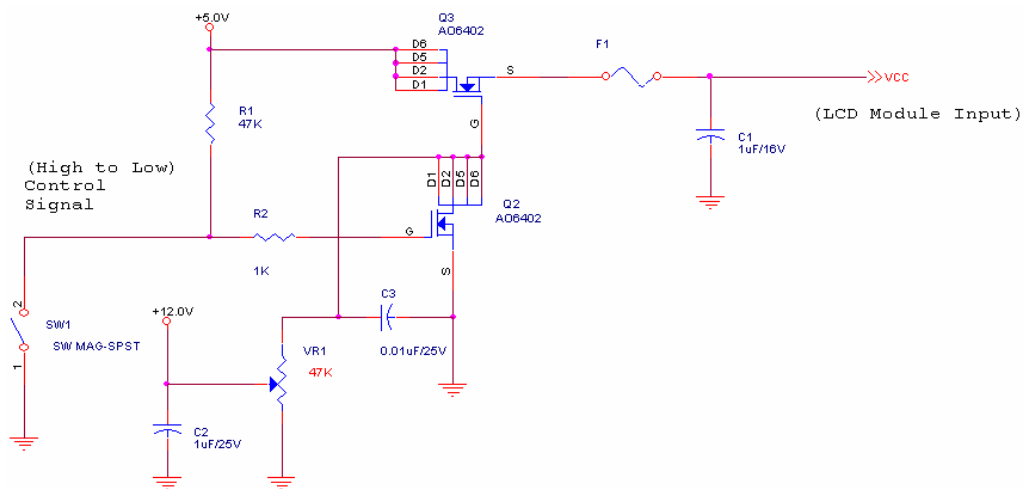 +5.0V
Q3
AO6402
D6
D5
D2
D1
S
G
F1
VCC
(LCD Module Input)
R1
47K
C1
1uF/16V
(High to Low)
Control
Signal
D1
D2
D5
D6
Q2
AO6402
R2
1K
G
S
2
SW1
SW MAG-SPST
1
+12.0V
C3
0.01uF/25V
VR1
47K
C2
1uF/25V